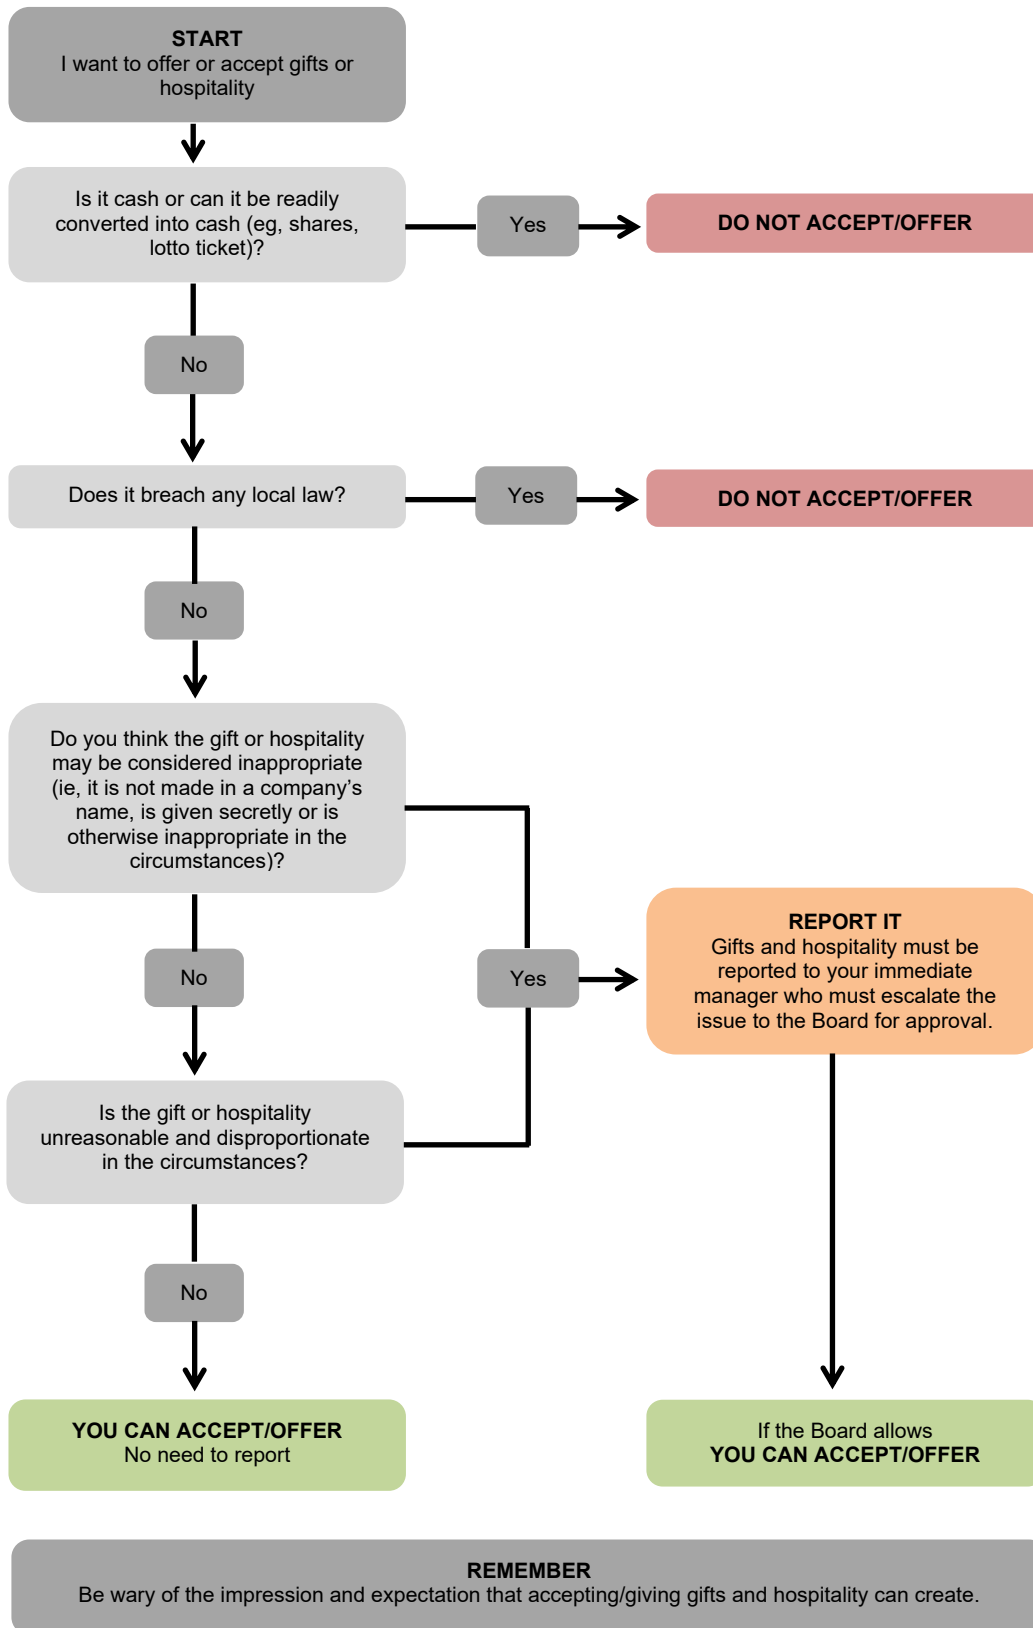 START
I want to offer or accept gifts or
hospitality
Is it cash or can it be readily
converted into cash (eg, shares,
lotto ticket)?
Yes
DO NOT ACCEPT/OFFER
No
Does it breach any local law?
Yes
DO NOT ACCEPT/OFFER
No
Do you think the gift or hospitality
may be considered inappropriate
(ie, it is not made in a company’s
name, is given secretly or is
otherwise inappropriate in the
circumstances)?
No
Yes
REPORT IT
Gifts and hospitality must be
reported to your immediate
manager who must escalate the
issue to the Board for approval.
Is the gift or hospitality
unreasonable and disproportionate
in the circumstances?
No
YOU CAN ACCEPT/OFFER
No need to report
If the Board allows
YOU CAN ACCEPT/OFFER
REMEMBER
Be wary of the impression and expectation that accepting/giving gifts and hospitality can create.